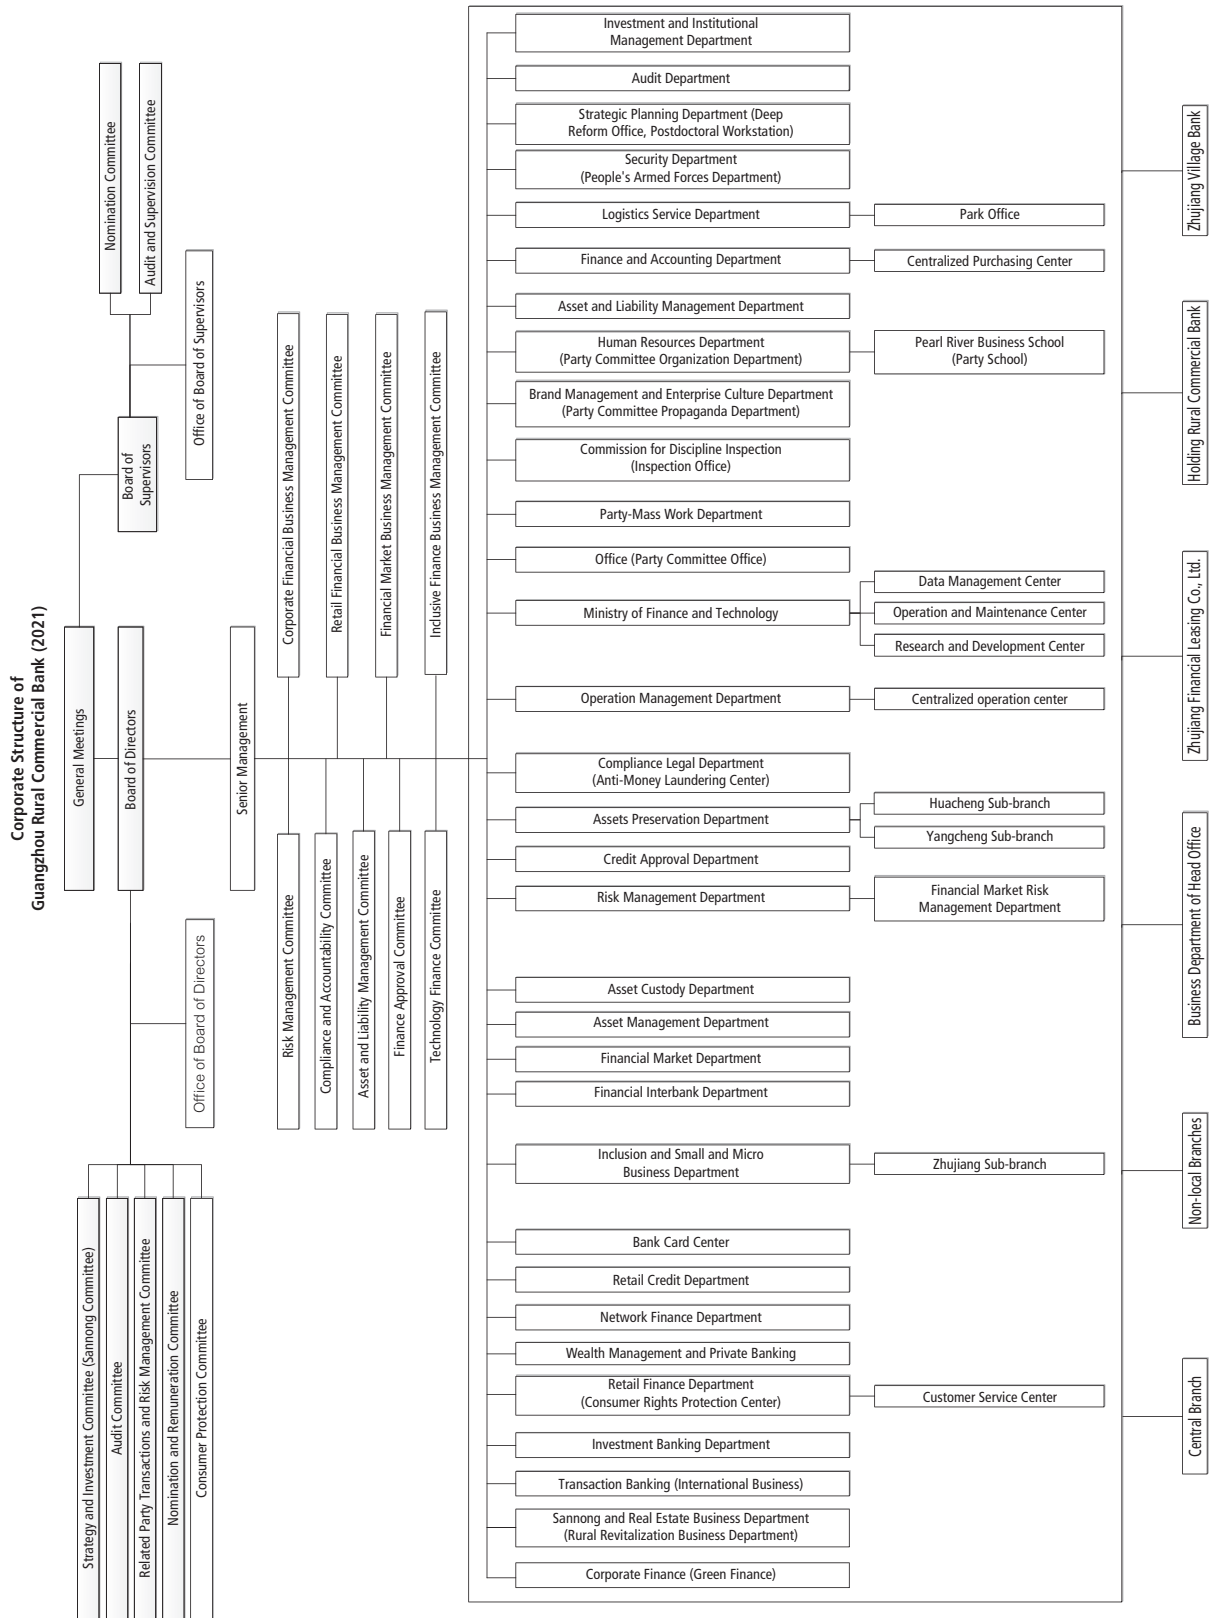 Corporate Structure of
Guangzhou Rural Commercial Bank (2021)
General Meetings
Board of Directors
Senior Management
Board of
Supervisors
Nomination Committee
Audit and Supervision Committee
Office of Board of Supervisors
Office of Board of Directors
Strategy and Investment Committee (Sannong Committee)
Audit Committee
Related Party Transactions and Risk Management Committee
Nomination and Remuneration Committee
Consumer Protection Committee
Corporate Financial Business Management Committee
Retail Financial Business Management Committee
Financial Market Business Management Committee
Inclusive Finance Business Management Committee
Risk Management Committee
Compliance and Accountability Committee
Asset and Liability Management Committee
Finance Approval Committee
Technology Finance Committee
Investment and Institutional
Management Department
Audit Department
Strategic Planning Department (Deep
Reform Office, Postdoctoral Workstation)
Security Department
(People's Armed Forces Department)
Logistics Service Department
Park Office
Finance and Accounting Department
Centralized Purchasing Center
Asset and Liability Management Department
Human Resources Department
(Party Committee Organization Department)
Pearl River Business School
(Party School)
Brand Management and Enterprise Culture Department
(Party Committee Propaganda Department)
Commission for Discipline Inspection
(Inspection Office)
Party-Mass Work Department
Office (Party Committee Office)
Ministry of Finance and Technology
Data Management Center
Operation and Maintenance Center
Research and Development Center
Operation Management Department
Centralized operation center
Compliance Legal Department
(Anti-Money Laundering Center)
Assets Preservation Department
Huacheng Sub-branch
Yangcheng Sub-branch
Credit Approval Department
Risk Management Department
Financial Market Risk
Management Department
Asset Custody Department
Asset Management Department
Financial Market Department
Financial Interbank Department
Inclusion and Small and Micro
Business Department
Zhujiang Sub-branch
Bank Card Center
Retail Credit Department
Network Finance Department
Wealth Management and Private Banking
Retail Finance Department
(Consumer Rights Protection Center)
Customer Service Center
Investment Banking Department
Transaction Banking (International Business)
Sannong and Real Estate Business Department
(Rural Revitalization Business Department)
Corporate Finance (Green Finance)
Zhujiang Village Bank
Holding Rural Commercial Bank
Zhujiang Financial Leasing Co., Ltd.
Business Department of Head Office
Non-local Branches
Central Branch